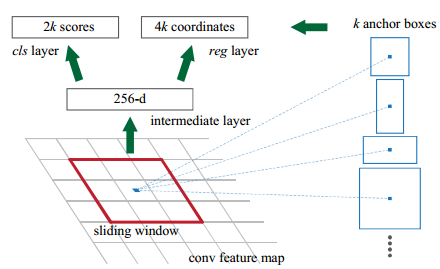 2k scores
4k coordinates
k anchor boxes
cls layer
reg layer
256-d
intermediate layer
sliding window
conv feature map